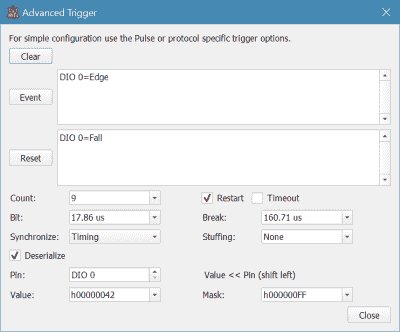 Advanced Trigger
For simple configuration use the Pulse or protocol specific trigger options.
Clear
Event
DIO 0=Edge
Reset
DIO 0=Fall
Count: 9 Restart Timeout
Bit: 17.86 us Break: 160.71 us
Synchronize: Timing Stuffing: None
Deserialize
Pin: DIO 0 Value << Pin (shift left)
Value: h00000042 Mask: h000000FF
Close